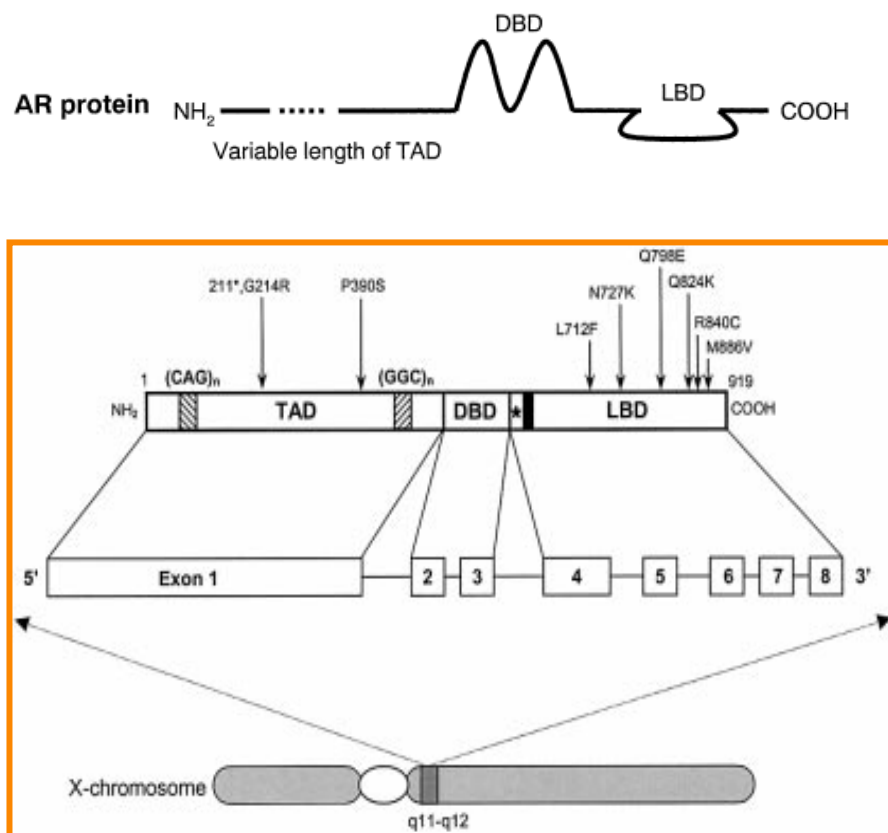 DBD
AR protein NH₂ LBD COOH
Variable length of TAD
Q798E
211*,G214R P390S N727K Q824K
L712F R840C
M886V
1 (CAG)n (GGC)n 919
NH₂ TAD DBD * LBD COOH
5' Exon 1 2 3 4 5 6 7 8 3'
X-chromosome
q11-q12